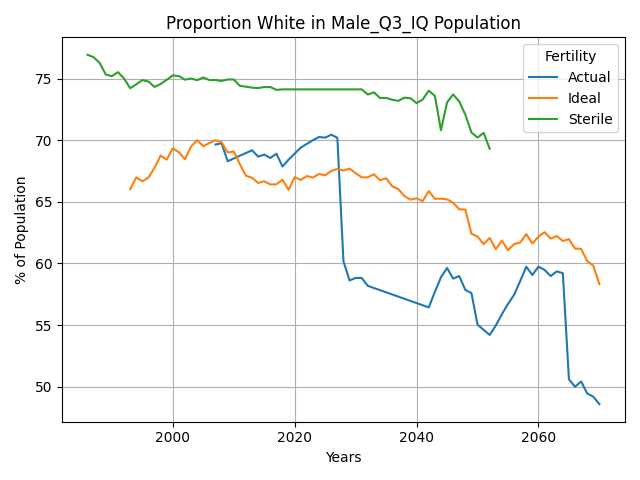 Proportion White in Male_Q3_IQ Population
Fertility
Actual
Ideal
Sterile
% of Population
75
70
65
60
55
50
2000
2020
2040
2060
Years